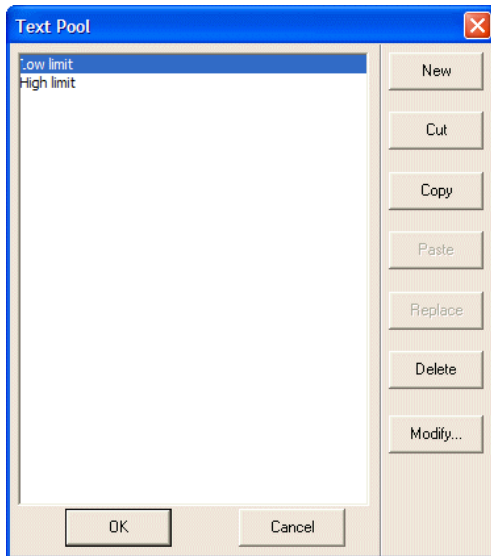 Text Pool
Low limit
High limit
New
Cut
Copy
Paste
Replace
Delete
Modify...
OK
Cancel